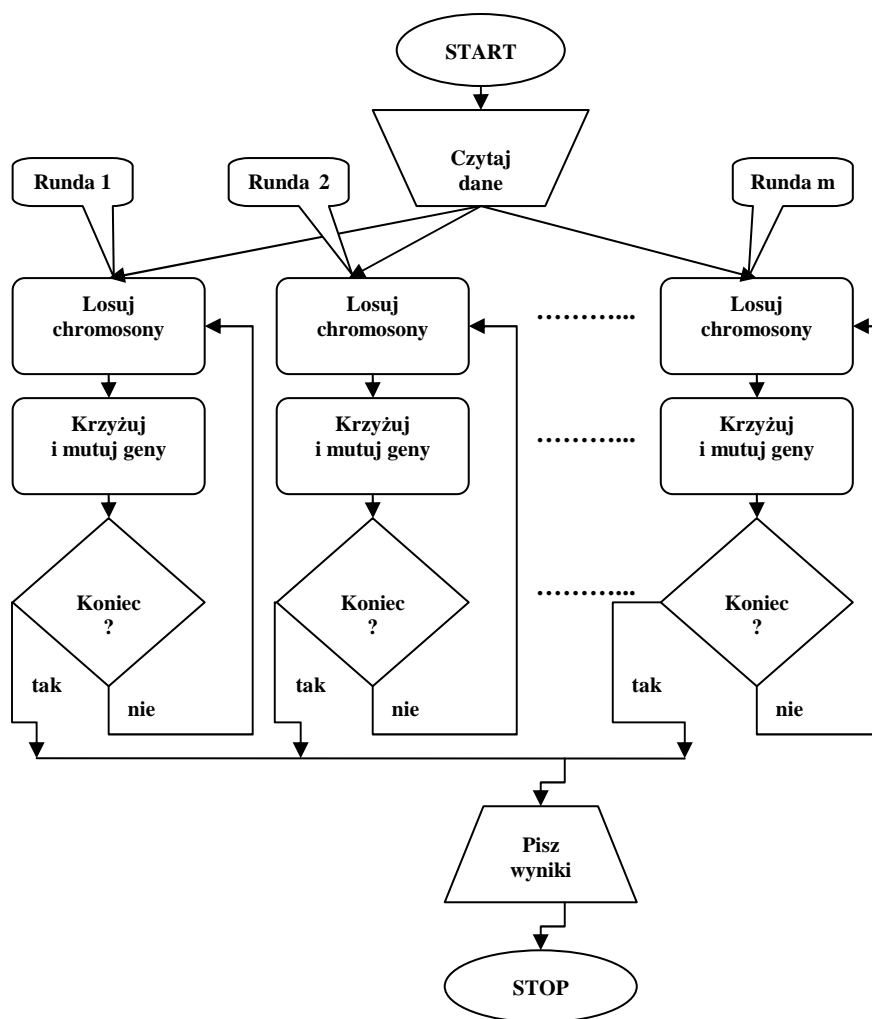 START
Czytaj
dane
Runda 1
Runda 2
Runda m
Losuj
chromosony
Losuj
chromosony
Losuj
chromosony
...........
Krzyżuj
i mutuj geny
Krzyżuj
i mutuj geny
Krzyżuj
i mutuj geny
...........
Koniec
?
Koniec
?
Koniec
?
...........
tak
nie
tak
nie
tak
nie
Pisz
wyniki
STOP